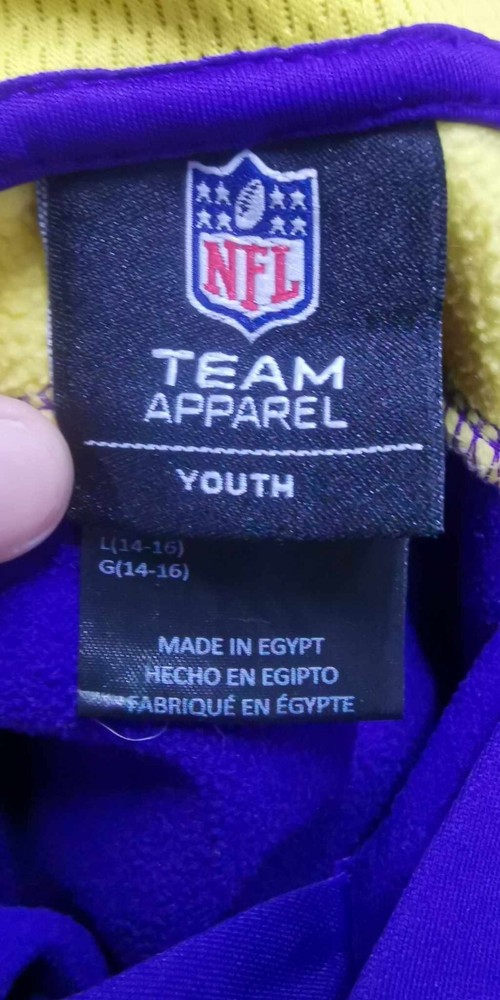 NFL
TEAM
APPAREL
YOUTH
L(14-16)
G(14-16)
MADE IN EGYPT
HECHO EN EGIPTO
FABRIQUÉ EN ÉGYPTE